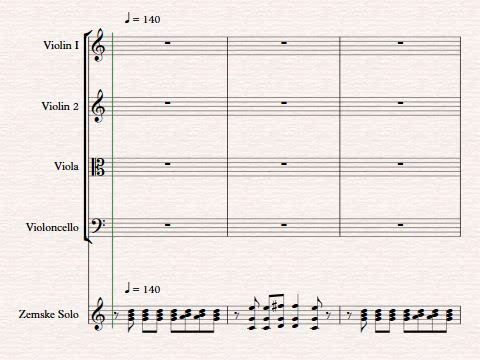 ♩ = 140
Violin I
Violin 2
Viola
Violoncello
♩ = 140
Zemske Solo